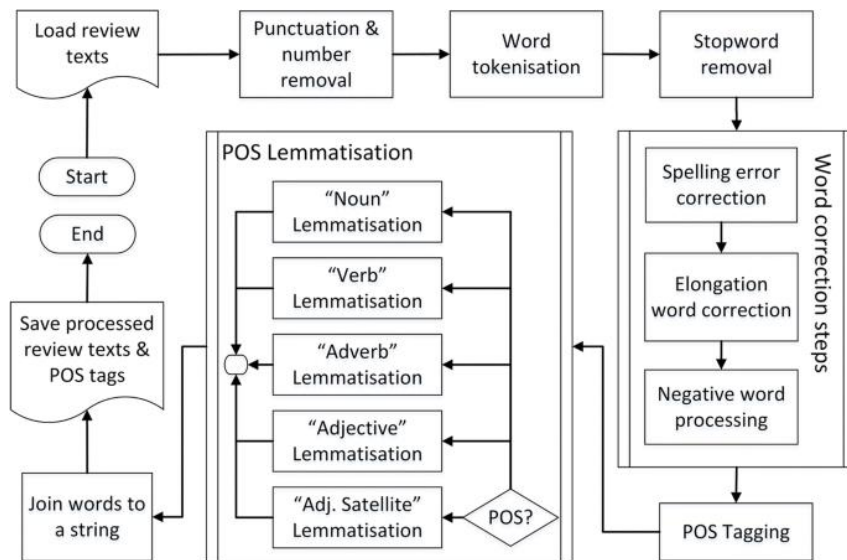 Load review
texts
Punctuation &
number
removal
Word
tokenisation
Stopword
removal
Start
End
Save processed
review texts &
POS tags
Join words to
a string
POS Lemmatisation
“Noun”
Lemmatisation
“Verb”
Lemmatisation
“Adverb”
Lemmatisation
“Adjective”
Lemmatisation
“Adj. Satellite”
Lemmatisation
POS?
Word correction steps
Spelling error
correction
Elongation
word correction
Negative word
processing
POS Tagging